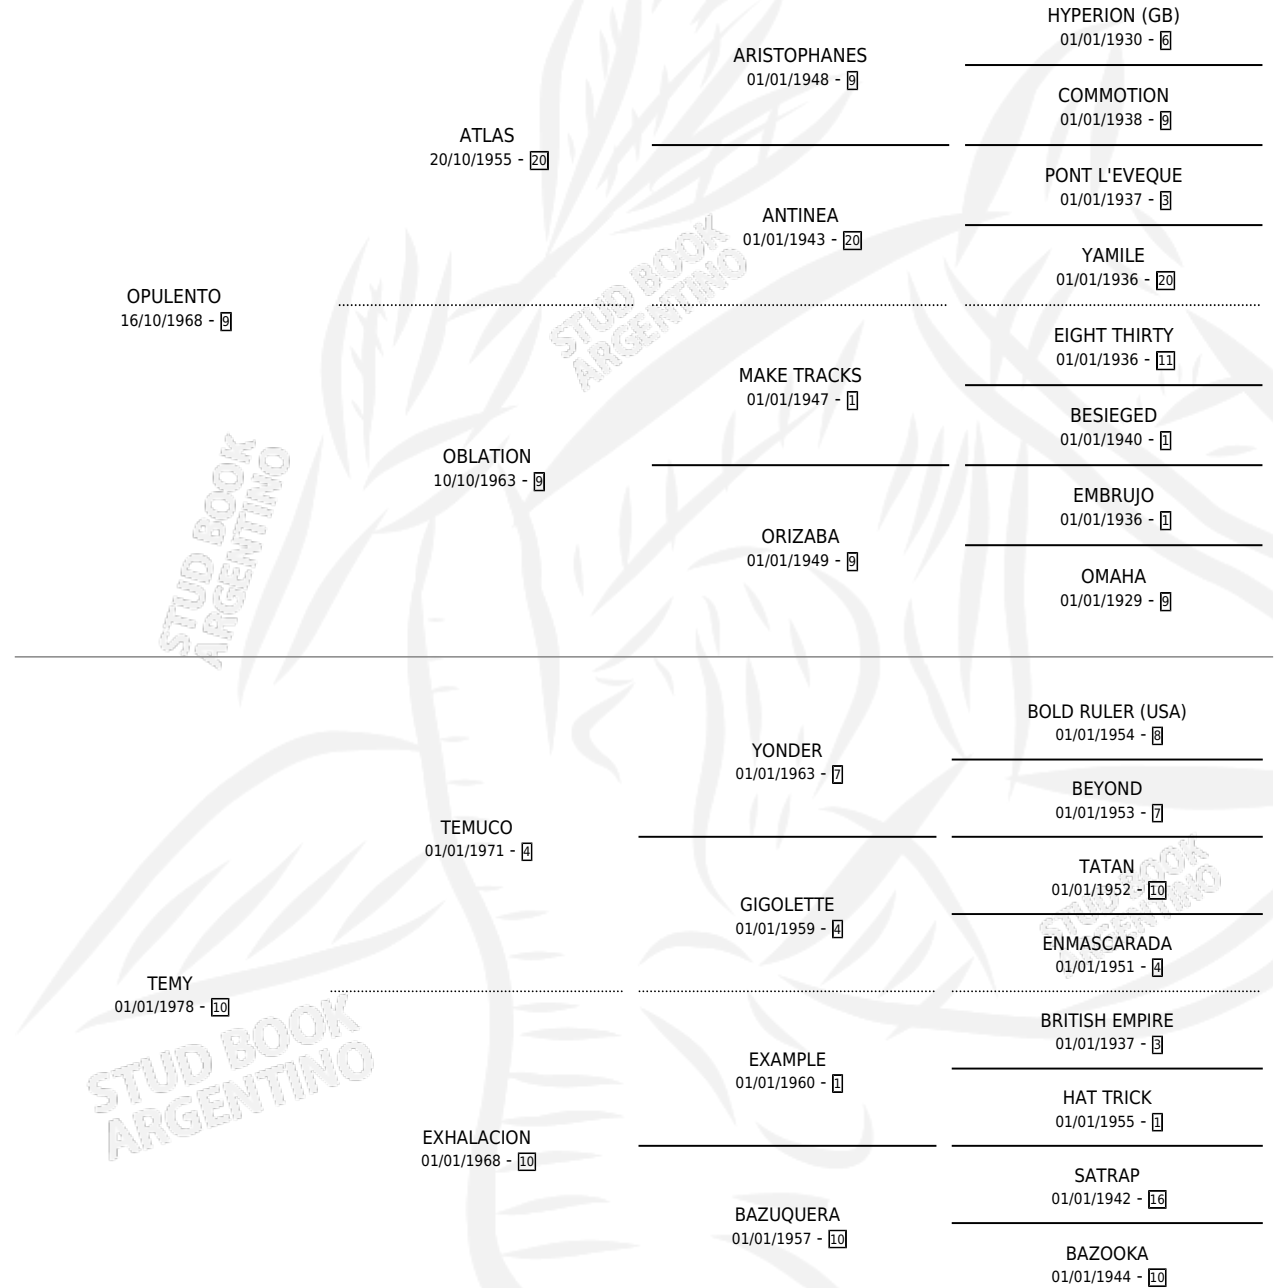 HYPERION (GB)
01/01/1930 - 6
ARISTOPHANES
01/01/1948 - 9
COMMOTION
01/01/1938 - 9
ATLAS
20/10/1955 - 20
PONT L'EVEQUE
01/01/1937 - 3
ANTINEA
01/01/1943 - 20
YAMILE
01/01/1936 - 20
OPULENTO
16/10/1968 - 9
STUD BOOK
ARGENTINO
EIGHT THIRTY
01/01/1936 - 11
MAKE TRACKS
01/01/1947 - 1
BESIEGED
01/01/1940 - 1
OBLATION
10/10/1963 - 9
EMBRUJO
01/01/1936 - 1
ORIZABA
01/01/1949 - 9
OMAHA
01/01/1929 - 9
STUD BOOK
ARGENTINO
BOLD RULER (USA)
01/01/1954 - 8
YONDER
01/01/1963 - 7
BEYOND
01/01/1953 - 7
TEMUCO
01/01/1971 - 4
TATAN
01/01/1952 - 10
GIGOLETTE
01/01/1959 - 4
STUD BOOK
ARGENTINO
ENMASCARADA
01/01/1951 - 4
TEMY
01/01/1978 - 10
BRITISH EMPIRE
01/01/1937 - 3
EXAMPLE
01/01/1960 - 1
STUD BOOK
ARGENTINO
HAT TRICK
01/01/1955 - 1
EXHALACION
01/01/1968 - 10
SATRAP
01/01/1942 - 16
BAZUQUERA
01/01/1957 - 10
BAZOOKA
01/01/1944 - 10